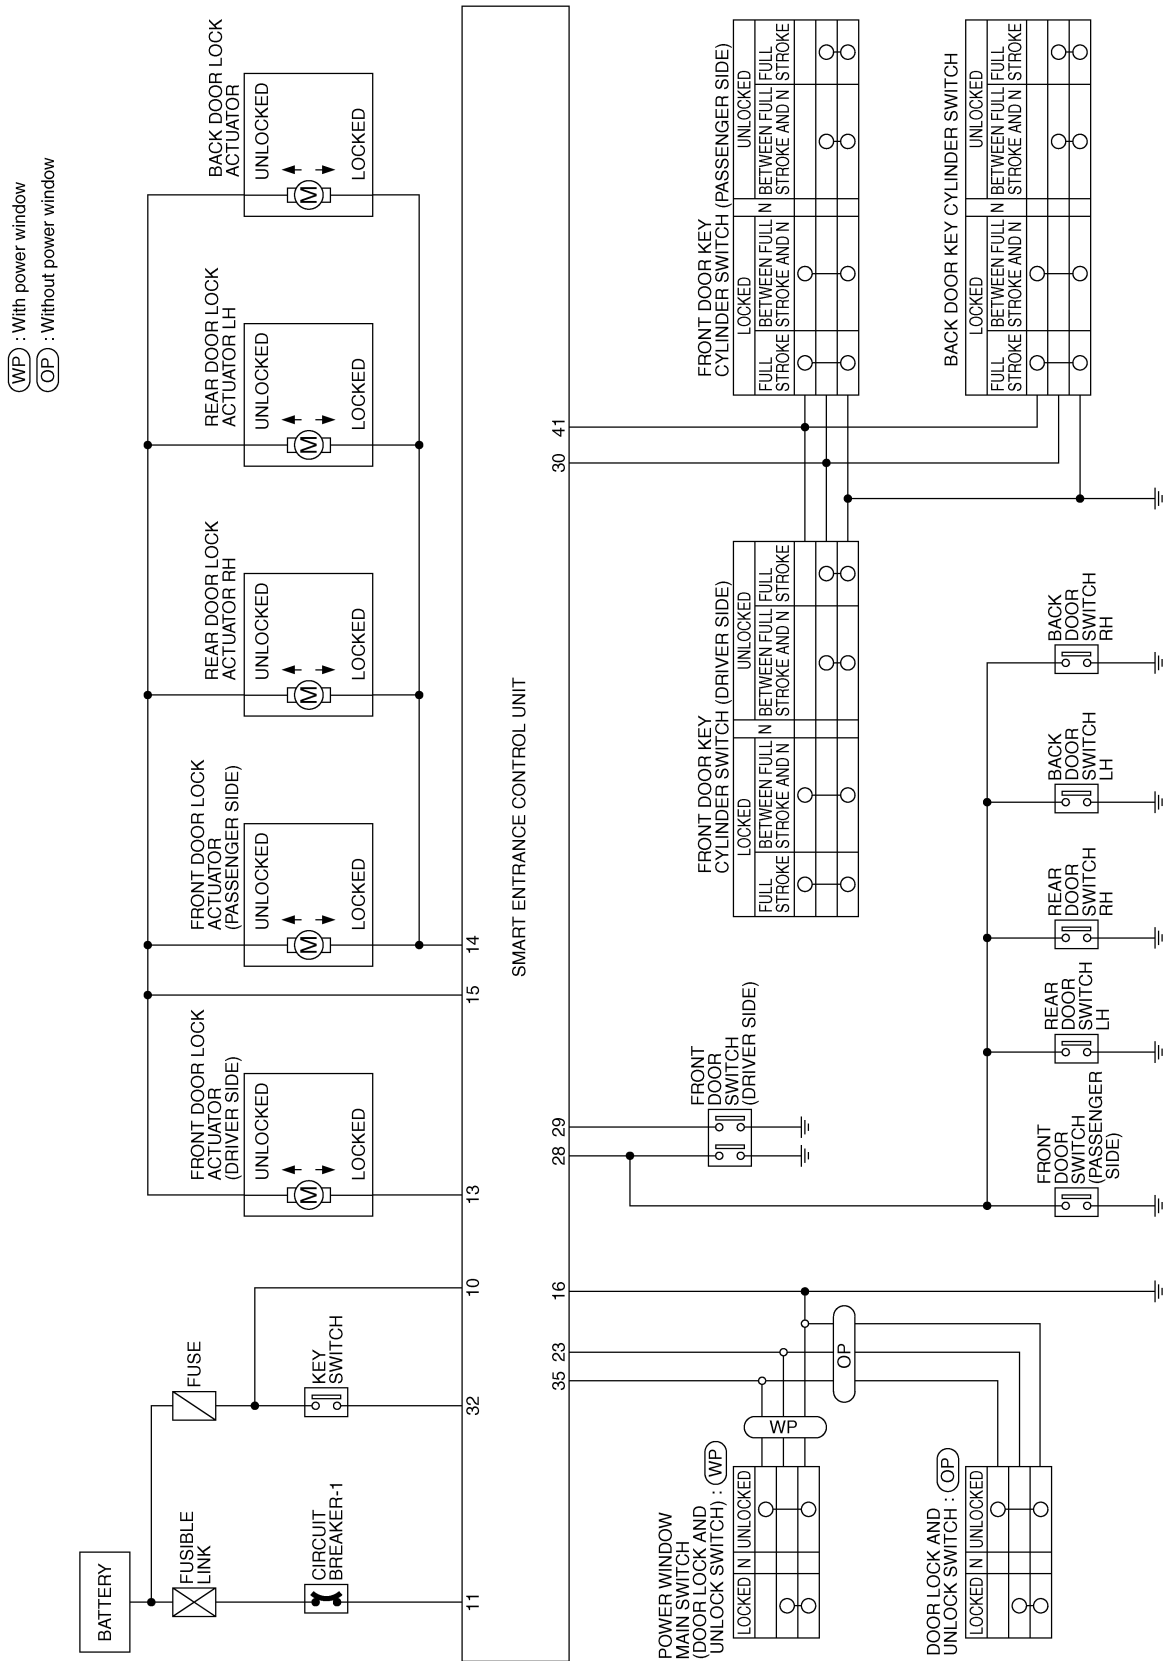 WP : With power window
OP : Without power window
BATTERY
FUSIBLE
LINK
CIRCUIT
BREAKER-1
FUSE
KEY
SWITCH
FRONT DOOR LOCK
ACTUATOR
(DRIVER SIDE)
UNLOCKED
M
LOCKED
FRONT DOOR LOCK
ACTUATOR
(PASSENGER SIDE)
UNLOCKED
M
LOCKED
REAR DOOR LOCK
ACTUATOR RH
UNLOCKED
M
LOCKED
REAR DOOR LOCK
ACTUATOR LH
UNLOCKED
M
LOCKED
BACK DOOR LOCK
ACTUATOR
UNLOCKED
M
LOCKED
11 32 10 13 15 14
SMART ENTRANCE CONTROL UNIT
35 23 16 28 29 30 41
POWER WINDOW
MAIN SWITCH
(DOOR LOCK AND
UNLOCK SWITCH) : WP
LOCKED N UNLOCKED
WP
OP
DOOR LOCK AND
UNLOCK SWITCH : OP
LOCKED N UNLOCKED
FRONT
DOOR
SWITCH
(DRIVER SIDE)
FRONT
DOOR
SWITCH
(PASSENGER
SIDE)
REAR
DOOR
SWITCH
LH
REAR
DOOR
SWITCH
RH
BACK
DOOR
SWITCH
LH
BACK
DOOR
SWITCH
RH
FRONT DOOR KEY
CYLINDER SWITCH (DRIVER SIDE)
LOCKED N UNLOCKED
FULL BETWEEN FULL BETWEEN FULL FULL
STROKE STROKE AND N STROKE AND N STROKE
FRONT DOOR KEY
CYLINDER SWITCH (PASSENGER SIDE)
LOCKED N UNLOCKED
FULL BETWEEN FULL BETWEEN FULL FULL
STROKE STROKE AND N STROKE AND N STROKE
BACK DOOR KEY CYLINDER SWITCH
LOCKED N UNLOCKED
FULL BETWEEN FULL BETWEEN FULL FULL
STROKE STROKE AND N STROKE AND N STROKE